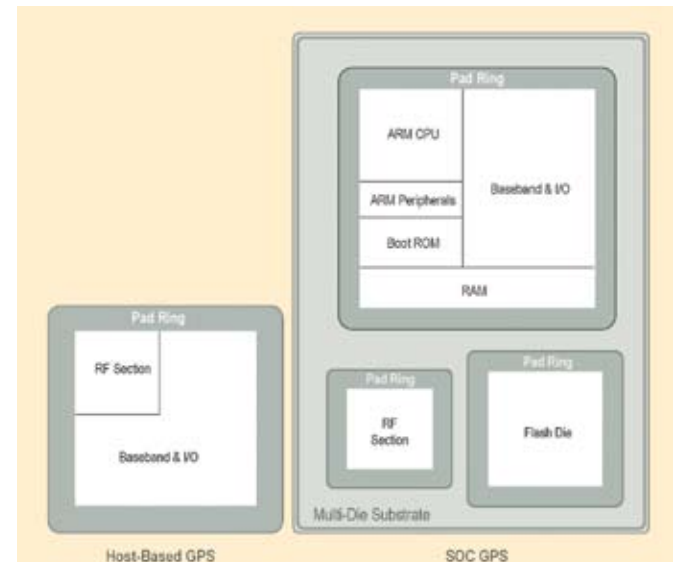 Pad Ring
ARM CPU
Baseband & I/O
ARM Peripherals
Boot ROM
RAM
Pad Ring
RF Section
Baseband & I/O
Pad Ring
RF
Section
Pad Ring
Flash Die
Multi-Die Substrate
Host-Based GPS
SOC GPS